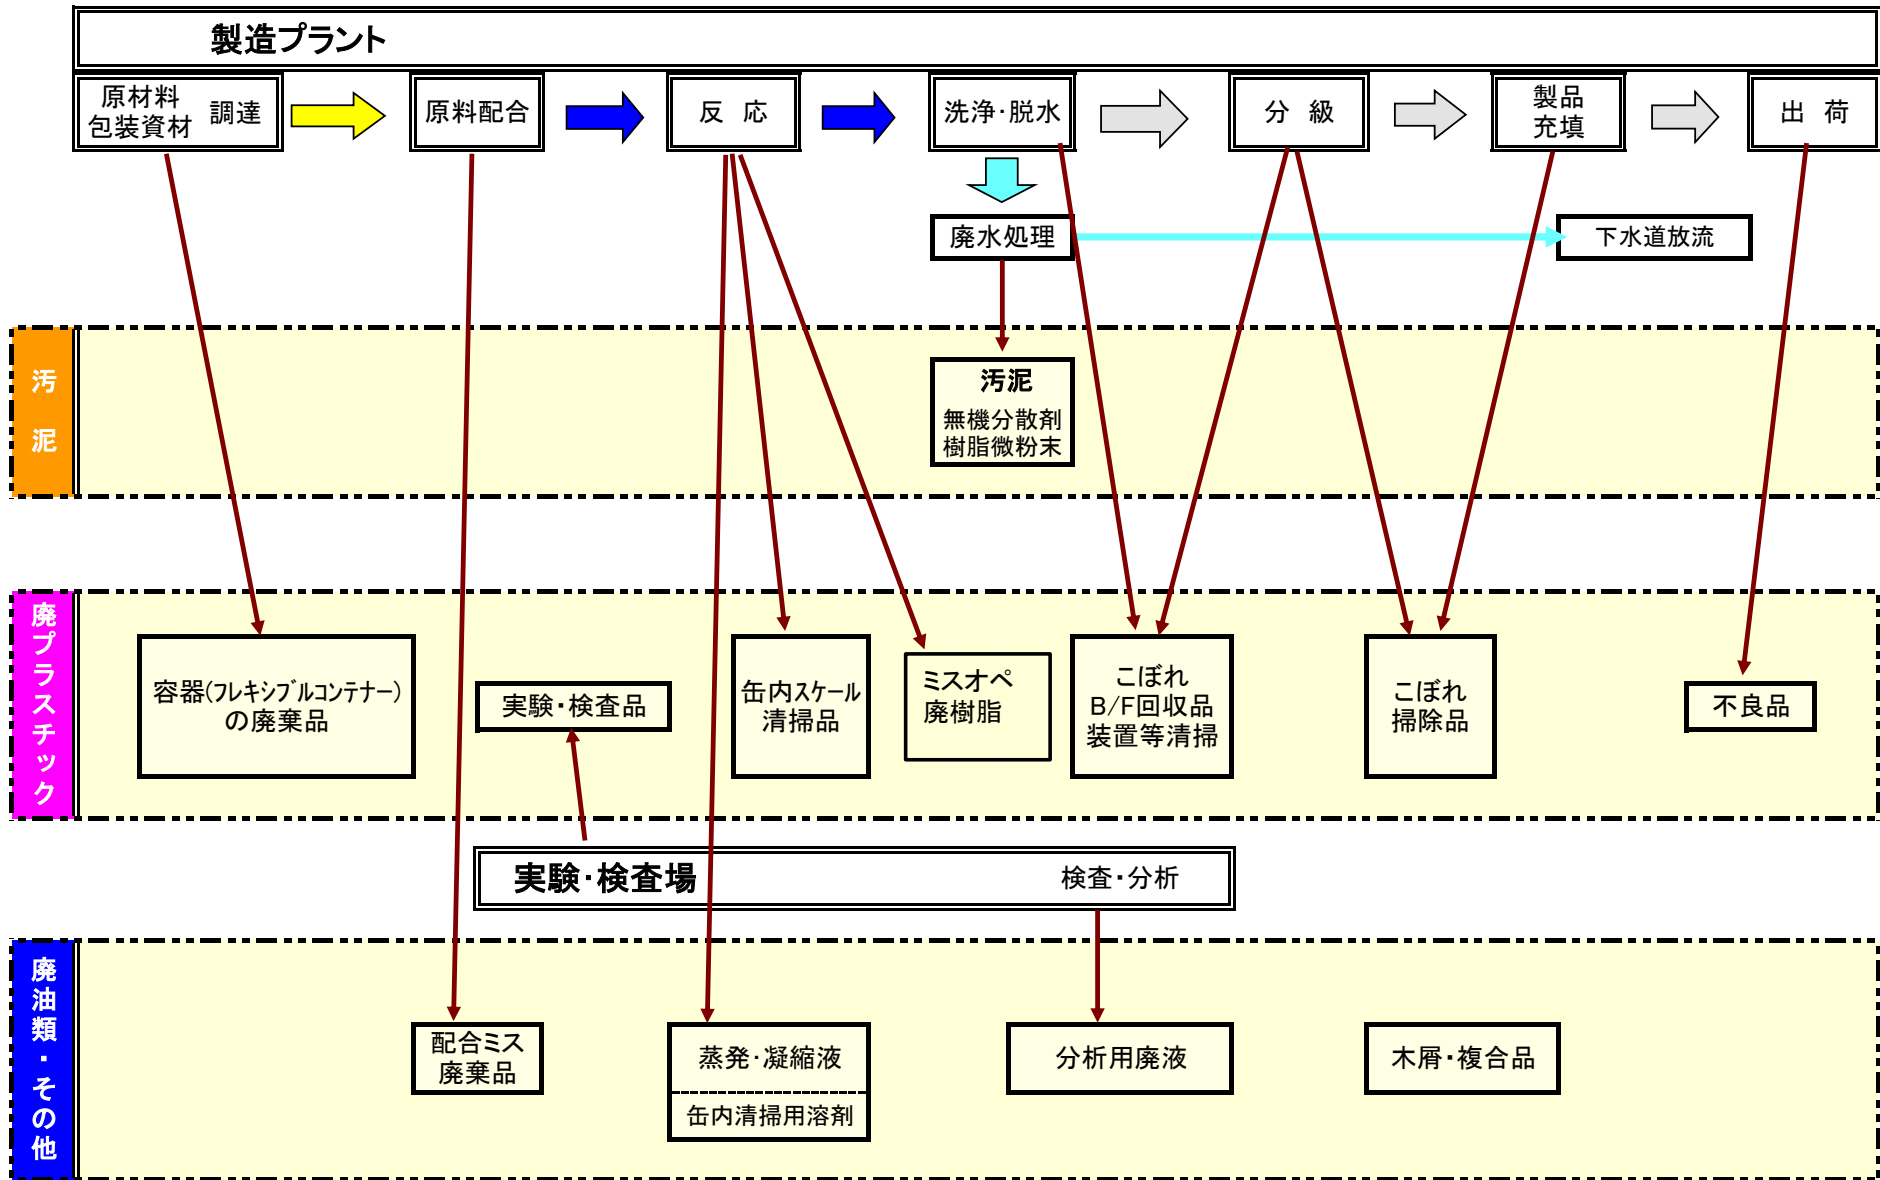 製造プラント
原材料
包装資材
調達
原料配合
反 応
洗浄・脱水
分 級
製品
充填
出 荷
廃水処理
下水道放流
汚泥
汚泥
無機分散剤
樹脂微粉末
廃プラスチック
容器(フレキシブルコンテナー)
の廃棄品
実験・検査品
缶内スケール
清掃品
ミスオペ
廃樹脂
こぼれ
B/F回収品
装置等清掃
こぼれ
掃除品
不良品
実験・検査場
検査・分析
廃油類・その他
配合ミス
廃棄品
蒸発・凝縮液
缶内清掃用溶剤
分析用廃液
木屑・複合品